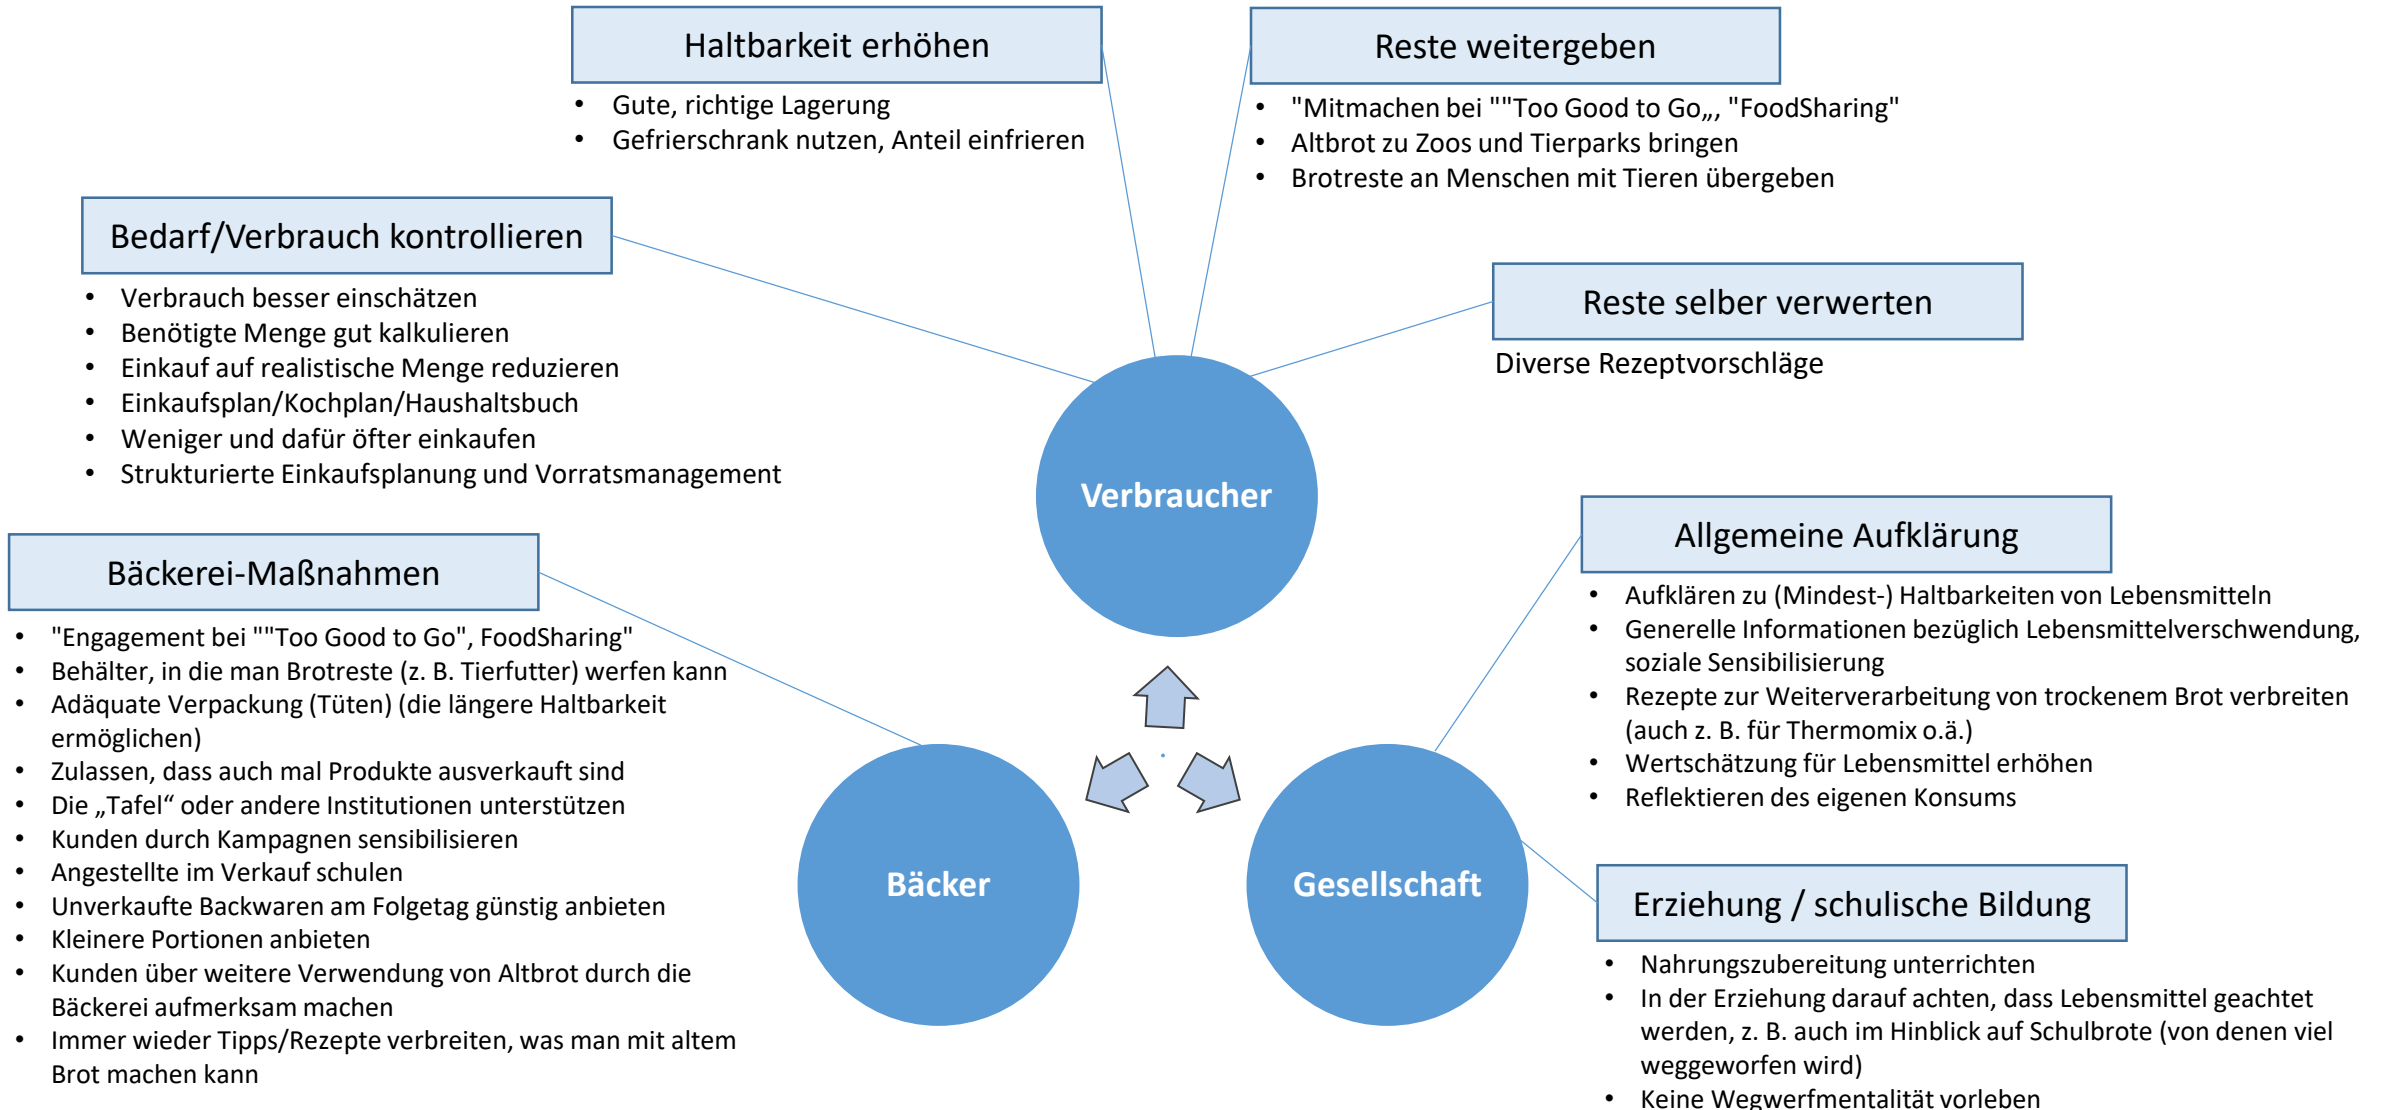 Haltbarkeit erhöhen
• Gute, richtige Lagerung
• Gefrierschrank nutzen, Anteil einfrieren
Reste weitergeben
• "Mitmachen bei ""Too Good to Go„, "FoodSharing"
• Altbrot zu Zoos und Tierparks bringen
• Brotreste an Menschen mit Tieren übergeben
Bedarf/Verbrauch kontrollieren
• Verbrauch besser einschätzen
• Benötigte Menge gut kalkulieren
• Einkauf auf realistische Menge reduzieren
• Einkaufsplan/Kochplan/Haushaltsbuch
• Weniger und dafür öfter einkaufen
• Strukturierte Einkaufsplanung und Vorratsmanagement
Reste selber verwerten
Diverse Rezeptvorschläge
Verbraucher
Bäckerei-Maßnahmen
• "Engagement bei ""Too Good to Go", FoodSharing"
• Behälter, in die man Brotreste (z. B. Tierfutter) werfen kann
• Adäquate Verpackung (Tüten) (die längere Haltbarkeit
ermöglichen)
• Zulassen, dass auch mal Produkte ausverkauft sind
• Die „Tafel“ oder andere Institutionen unterstützen
• Kunden durch Kampagnen sensibilisieren
• Angestellte im Verkauf schulen
• Unverkaufte Backwaren am Folgetag günstig anbieten
• Kleinere Portionen anbieten
• Kunden über weitere Verwendung von Altbrot durch die
Bäckerei aufmerksam machen
• Immer wieder Tipps/Rezepte verbreiten, was man mit altem
Brot machen kann
Bäcker
Gesellschaft
Allgemeine Aufklärung
• Aufklären zu (Mindest-) Haltbarkeiten von Lebensmitteln
• Generelle Informationen bezüglich Lebensmittelverschwendung,
soziale Sensibilisierung
• Rezepte zur Weiterverarbeitung von trockenem Brot verbreiten
(auch z. B. für Thermomix o.ä.)
• Wertschätzung für Lebensmittel erhöhen
• Reflektieren des eigenen Konsums
Erziehung / schulische Bildung
• Nahrungszubereitung unterrichten
• In der Erziehung darauf achten, dass Lebensmittel geachtet
werden, z. B. auch im Hinblick auf Schulbrote (von denen viel
weggeworfen wird)
• Keine Wegwerfmentalität vorleben